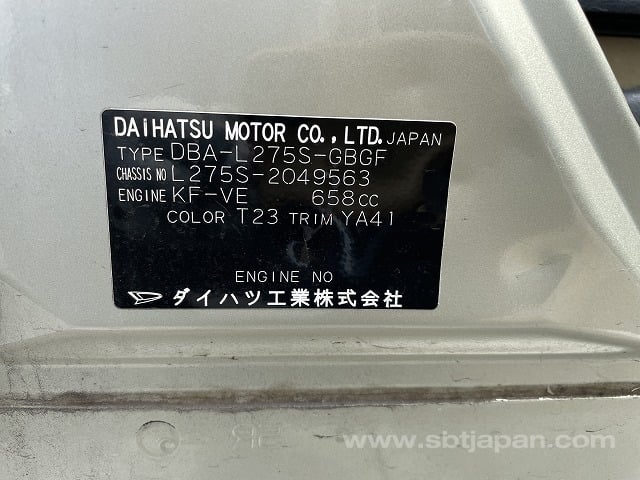 DAIHATSU MOTOR CO., LTD. JAPAN
TYPE DBA-L275S-GBGF
CHASSIS NO L275S-2049563
ENGINE KF-VE 658cc
COLOR T23 TRIM YA41
ENGINE NO
ダイハツ工業株式会社
www.sbtjapan.com